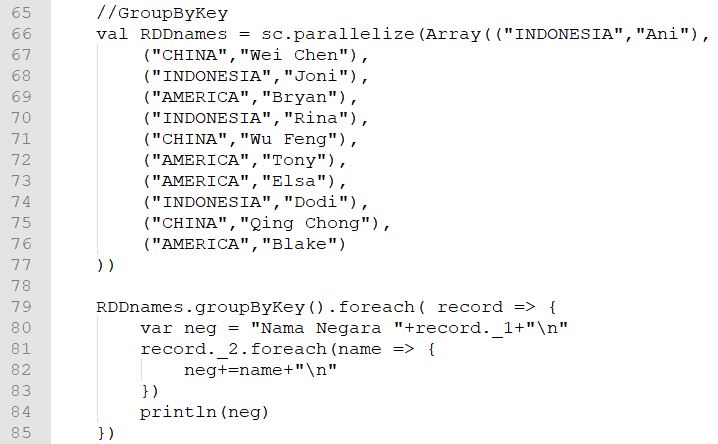 65 //GroupByKey
66 val RDDnames = sc.parallelize(Array(("INDONESIA","Ani"),
67 ("CHINA","Wei Chen"),
68 ("INDONESIA","Joni"),
69 ("AMERICA","Bryan"),
70 ("INDONESIA","Rina"),
71 ("CHINA","Wu Feng"),
72 ("AMERICA","Tony"),
73 ("AMERICA","Elsa"),
74 ("INDONESIA","Dodi"),
75 ("CHINA","Qing Chong"),
76 ("AMERICA","Blake")
77 ))
78
79 RDDnames.groupByKey().foreach( record => {
80 var neg = "Nama Negara "+record._1+"\n"
81 record._2.foreach(name => {
82 neg+=name+"\n"
83 })
84 println(neg)
85 })